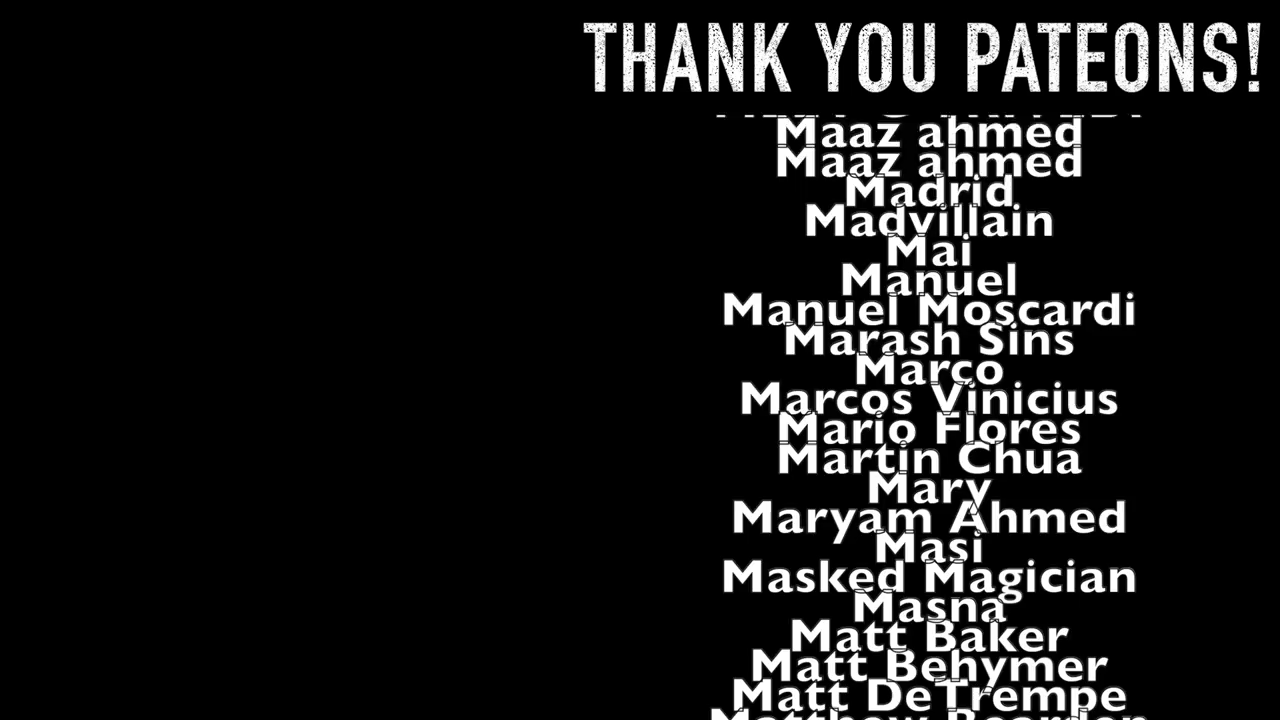 THANK YOU PATEONS!
Maaz ahmed
Maaz ahmed
Madrid
Madvillain
Mai
Manuel
Manuel Moscardi
Marash Sins
Marco
Marcos Vinicius
Mario Flores
Martin Chua
Mary
Maryam Ahmed
Masi
Masked Magician
Masna
Matt Baker
Matt Behymer
Matt DeTrempe
Matthew